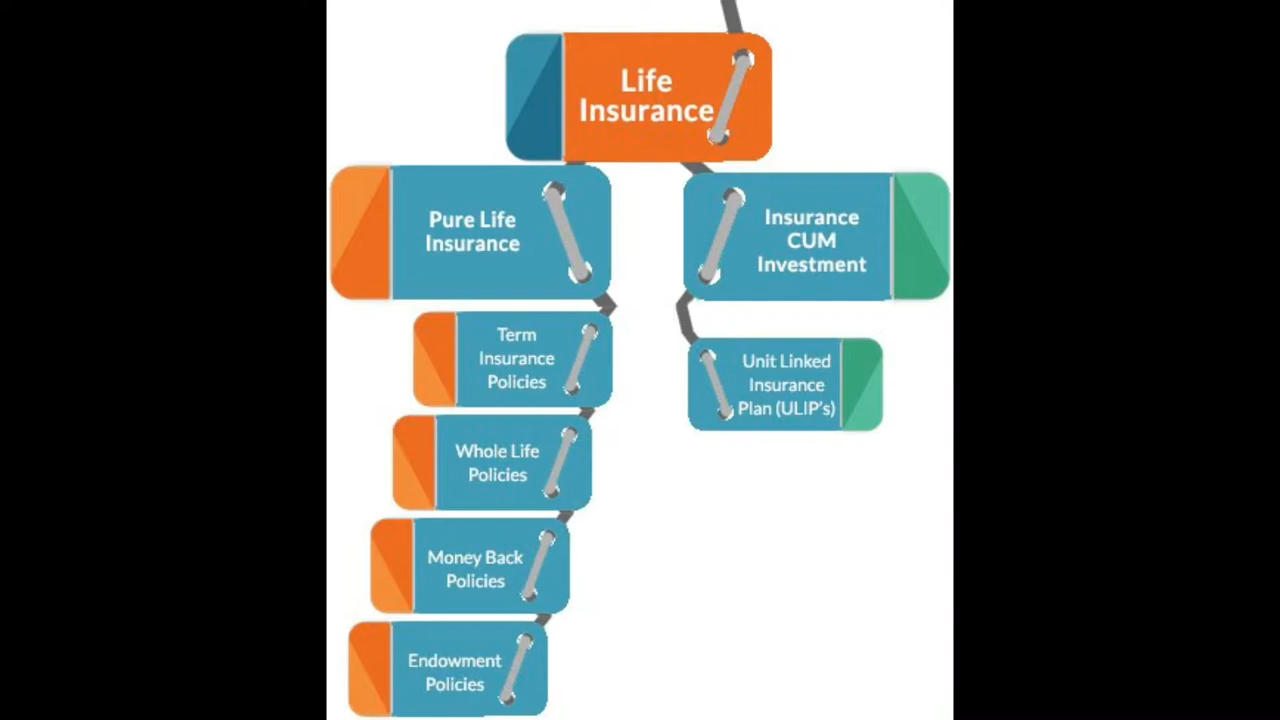 Life
Insurance
Pure Life
Insurance
Insurance
CUM
Investment
Term
Insurance
Policies
Unit Linked
Insurance
Plan (ULIP's)
Whole Life
Policies
Money Back
Policies
Endowment
Policies